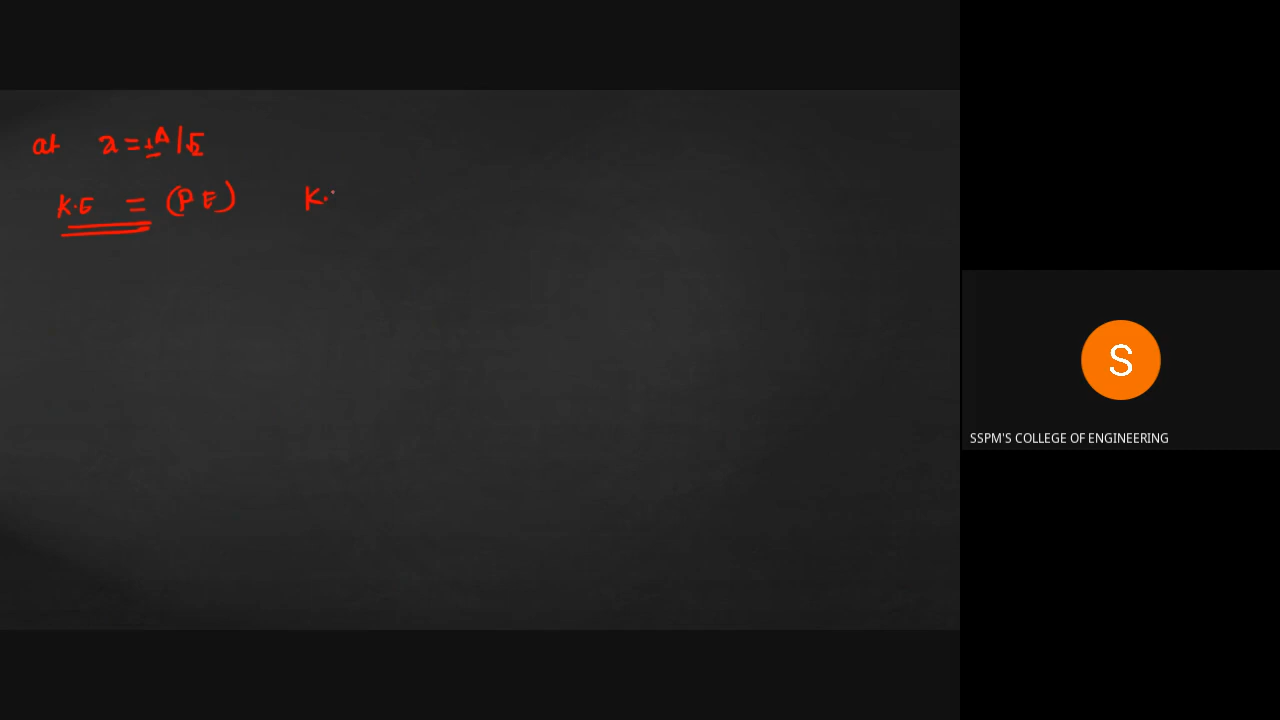 at x = ±A/√2
K.E = (P E) K.
S
SSPM'S COLLEGE OF ENGINEERING